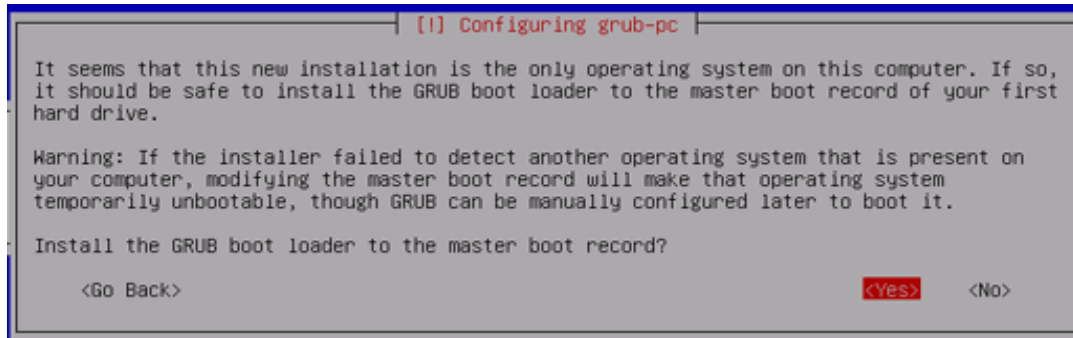 [!] Configuring grub-pc
It seems that this new installation is the only operating system on this computer. If so,
it should be safe to install the GRUB boot loader to the master boot record of your first
hard drive.
Warning: If the installer failed to detect another operating system that is present on
your computer, modifying the master boot record will make that operating system
temporarily unbootable, though GRUB can be manually configured later to boot it.
Install the GRUB boot loader to the master boot record?
<Go Back> <Yes> <No>